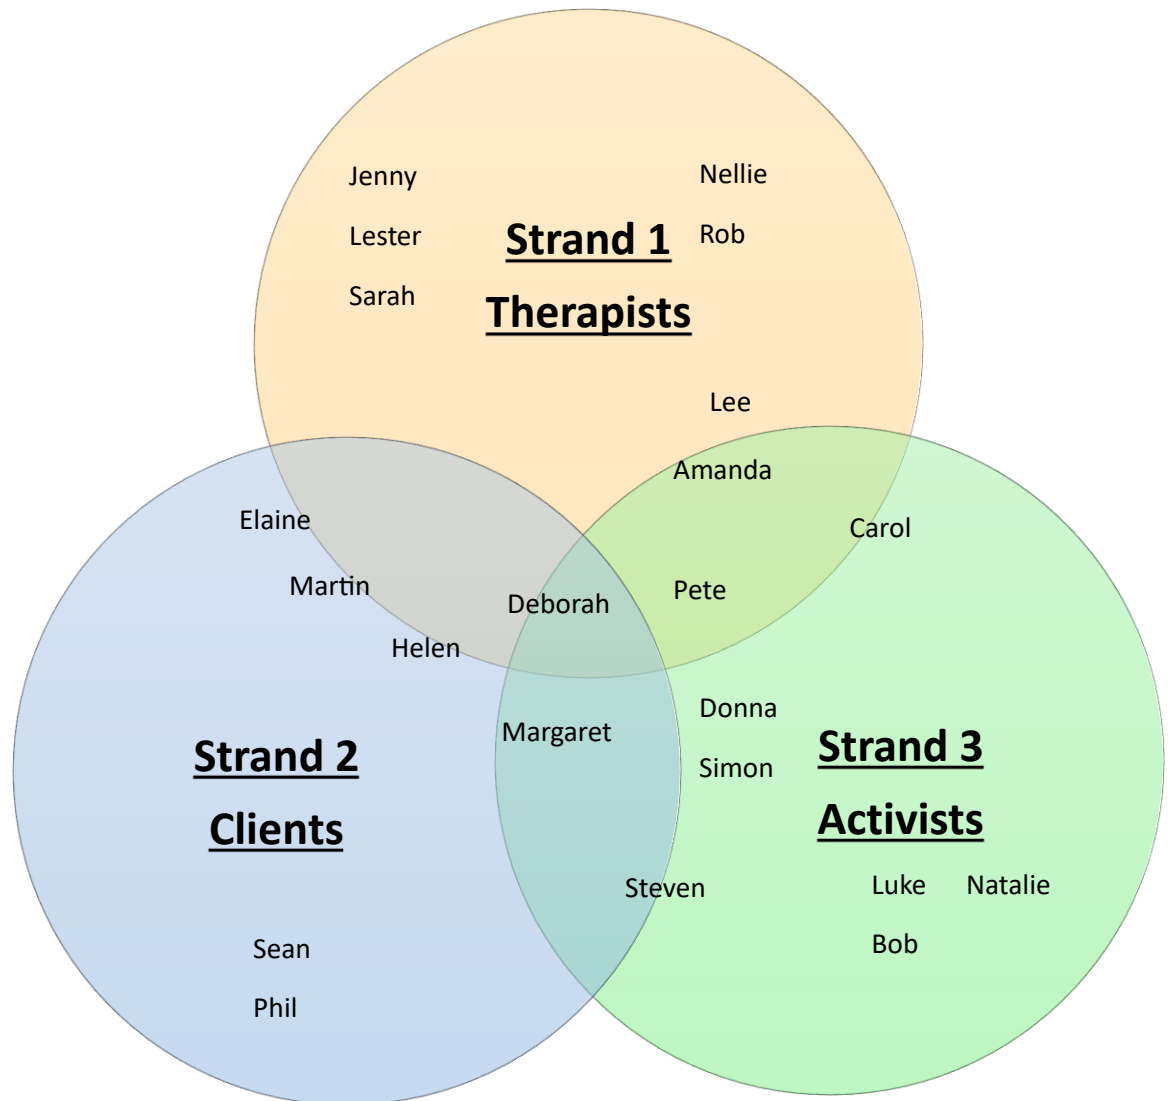 Jenny
Lester
Sarah
Strand 1
Therapists
Nellie
Rob
Lee
Amanda
Carol
Pete
Elaine
Martin
Helen
Deborah
Margaret
Strand 2
Clients
Sean
Phil
Donna
Simon
Strand 3
Activists
Steven
Luke Natalie
Bob